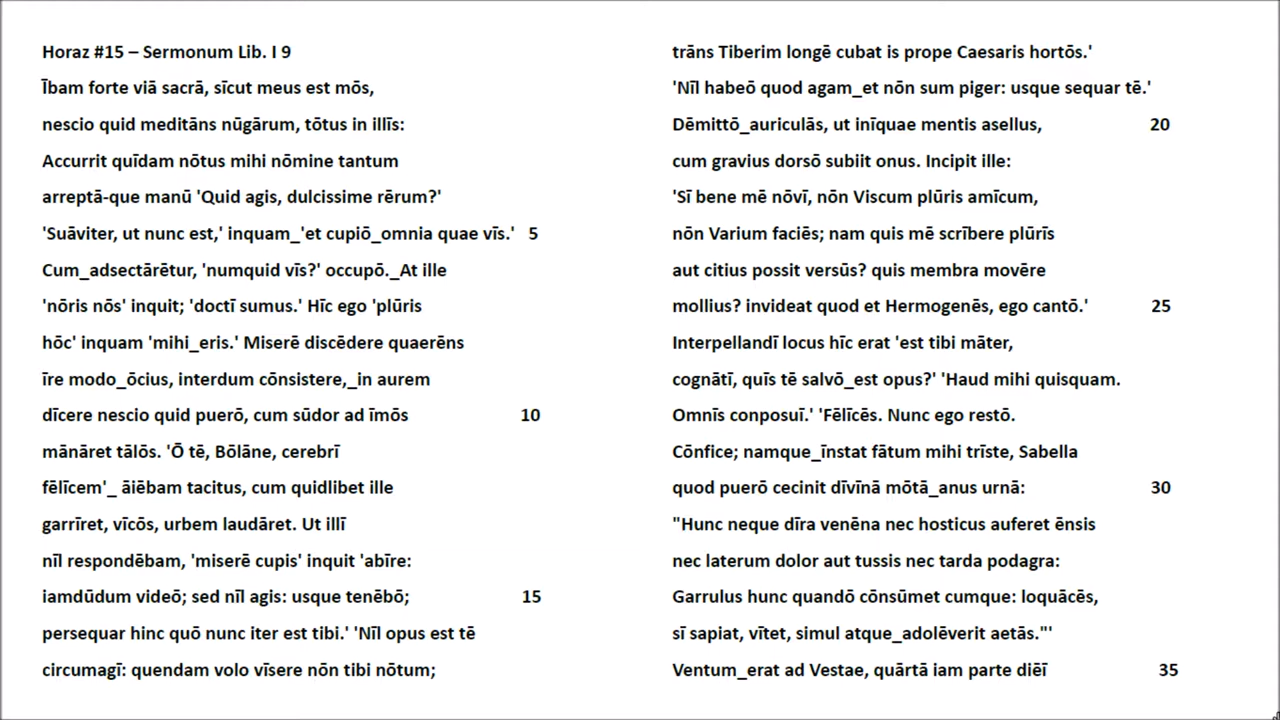 Horaz #15 – Sermonum Lib. I 9
Ībam forte viā sacrā, sīcut meus est mōs,
nescio quid meditāns nūgārum, tōtus in illīs:
Accurrit quīdam nōtus mihi nōmine tantum
arreptā-que manū 'Quid agis, dulcissime rērum?'
'Suāviter, ut nunc est,' inquam_'et cupiō_omnia quae vīs.' 5
Cum_adsectārētur, 'numquid vīs?' occupō._At ille
'nōris nōs' inquit; 'doctī sumus.' Hīc ego 'plūris
hōc' inquam 'mihi_eris.' Miserē discēdere quaerēns
īre modo_ōcius, interdum cōnsistere,_in aurem
dīcere nescio quid puerō, cum sūdor ad īmōs 10
mānāret tālōs. 'Ō tē, Bōlāne, cerebrī
fēlīcem'_ āiēbam tacitus, cum quidlibet ille
garrīret, vīcōs, urbem laudāret. Ut illī
nīl respondēbam, 'miserē cupis' inquit 'abīre:
iamdūdum videō; sed nīl agis: usque tenēbō; 15
persequar hinc quō nunc iter est tibi.' 'Nīl opus est tē
circumagī: quendam volo vīsere nōn tibi nōtum;
trāns Tiberim longē cubat is prope Caesaris hortōs.'
'Nīl habeō quod agam_et nōn sum piger: usque sequar tē.'
Dēmittō_auriculās, ut inīquae mentis asellus, 20
cum gravius dorsō subiit onus. Incipit ille:
'Sī bene mē nōvī, nōn Viscum plūris amīcum,
nōn Varium faciēs; nam quis mē scrībere plūrīs
aut citius possit versūs? quis membra movēre
mollius? invideat quod et Hermogenēs, ego cantō.' 25
Interpellandī locus hīc erat 'est tibi māter,
cognātī, quīs tē salvō_est opus?' 'Haud mihi quisquam.
Omnīs conposuī.' 'Fēlīcēs. Nunc ego restō.
Cōnfice; namque_īnstat fātum mihi trīste, Sabella
quod puerō cecinit dīvīnā mōtā_anus urnā: 30
"Hunc neque dīra venēna nec hosticus auferet ēnsis
nec laterum dolor aut tussis nec tarda podagra:
Garrulus hunc quandō cōnsūmet cumque: loquācēs,
sī sapiat, vītet, simul atque_adolēverit aetās."'
Ventum_erat ad Vestae, quārtā iam parte diēī 35